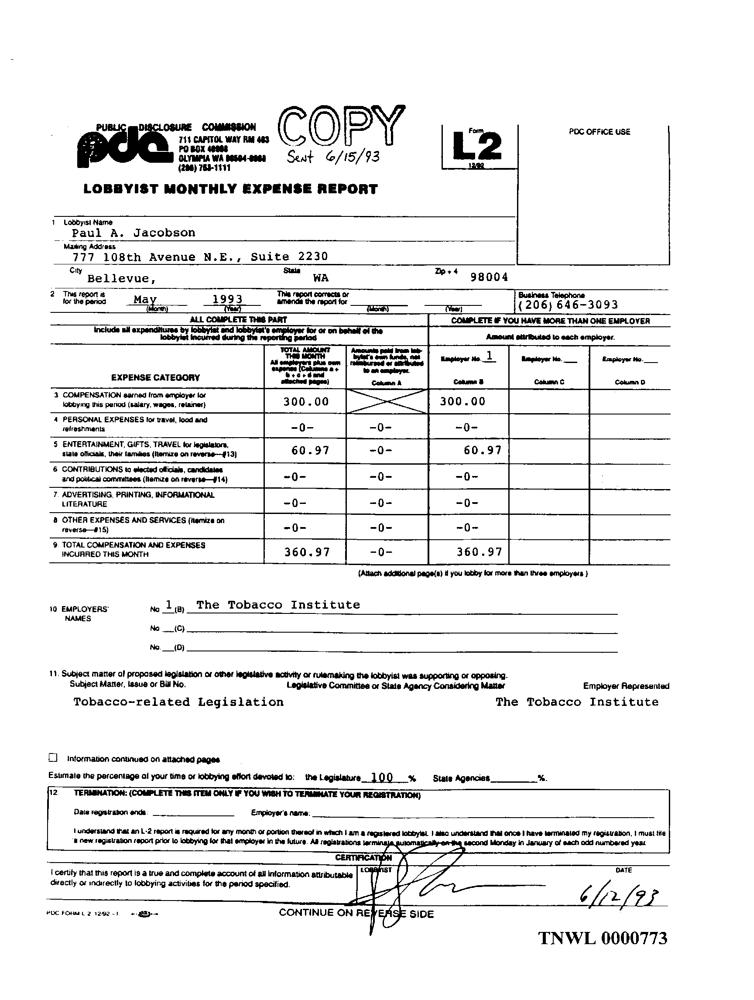 PUBLIC DISCLOSURE COMMISSION
pdc
711 CAPITOL WAY RM 403
PO BOX 40908
OLYMPIA WA 98504-0908
(206) 753-1111
COPY
Sent 6/15/93
Form
L2
12/92
PDC OFFICE USE
LOBBYIST MONTHLY EXPENSE REPORT
1 Lobbyist Name
Paul A. Jacobson
Mailing Address
777 108th Avenue N.E., Suite 2230
City State Zip + 4
Bellevue, WA 98004
2 This report is for the period May 1993
(Month) (Year)
This report corrects or amends the report for
(Month) (Year)
Business Telephone
(206) 646-3093
ALL COMPLETE THIS PART
Include all expenditures by lobbyist and lobbyist's employer for or on behalf of the
lobbyist incurred during the reporting period
COMPLETE IF YOU HAVE MORE THAN ONE EMPLOYER
Amount attributed to each employer.
EXPENSE CATEGORY
TOTAL AMOUNT
THIS MONTH
All employers plus own
expense (Columns a +
b + c + d and
attached pages)
Amounts paid from lob-
byist's own funds, not
reimbursed or attributed
to an employer.
Column A
Employer No. 1
Column B
Employer No.
Column C
Employer No.
Column D
3 COMPENSATION earned from employer for
lobbying this period (salary, wages, retainer)
300.00 300.00
4 PERSONAL EXPENSES for travel, food and
refreshments
-0- -0- -0-
5 ENTERTAINMENT, GIFTS, TRAVEL for legislators,
state officials, their families (Itemize on reverse—#13)
60.97 -0- 60.97
6 CONTRIBUTIONS to elected officials, candidates
and political committees (Itemize on reverse—#14)
-0- -0- -0-
7. ADVERTISING, PRINTING, INFORMATIONAL
LITERATURE
-0- -0- -0-
8 OTHER EXPENSES AND SERVICES (Itemize on
reverse—#15)
-0- -0- -0-
9 TOTAL COMPENSATION AND EXPENSES
INCURRED THIS MONTH
360.97 -0- 360.97
(Attach additional page(s) if you lobby for more than three employers )
10 EMPLOYERS'
NAMES
No 1 (B) The Tobacco Institute
No (C)
No. (D)
11. Subject matter of proposed legislation or other legislative activity or rulemaking the lobbyist was supporting or opposing.
Subject Matter, Issue or Bill No. Legislative Committee or State Agency Considering Matter Employer Represented
Tobacco-related Legislation The Tobacco Institute
Information continued on attached pages
Estimate the percentage of your time or lobbying effort devoted to: the Legislature 100 % State Agencies %.
12 TERMINATION: (COMPLETE THIS ITEM ONLY IF YOU WISH TO TERMINATE YOUR REGISTRATION)
Date registration ends: Employer's name:
I understand that an L-2 report is required for any month or portion thereof in which I am a registered lobbyist. I also understand that once I have terminated my registration, I must file
a new registration report prior to lobbying for that employer in the future. All registrations terminate automatically on the second Monday in January of each odd numbered year.
CERTIFICATION
I certify that this report is a true and complete account of all information attributable
directly or indirectly to lobbying activities for the period specified.
LOBBYIST
DATE
6/12/93
PDC FORM L 2 12/92 - 1
CONTINUE ON REVERSE SIDE
TNWL 0000773